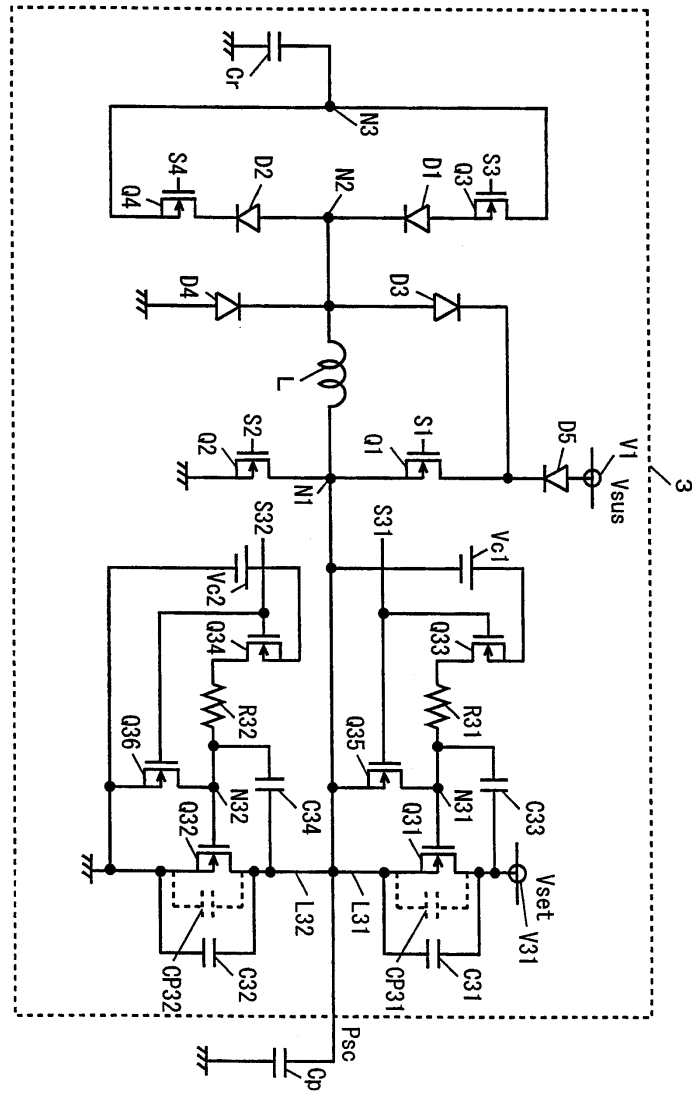 3
V1
Vsus
D5
S3
Q3
D1
D3
S1
Q1
S31
Vc1
Q33
R31
N31
Q35
Q31
C33
Vset
V31
C31
CP31
L31
N3
N2
L
N1
Psc
Cr
S4
Q4
D2
D4
S2
Q2
S32
Vc2
Q34
R32
N32
Q36
Q32
C34
L32
C32
CP32
Cp